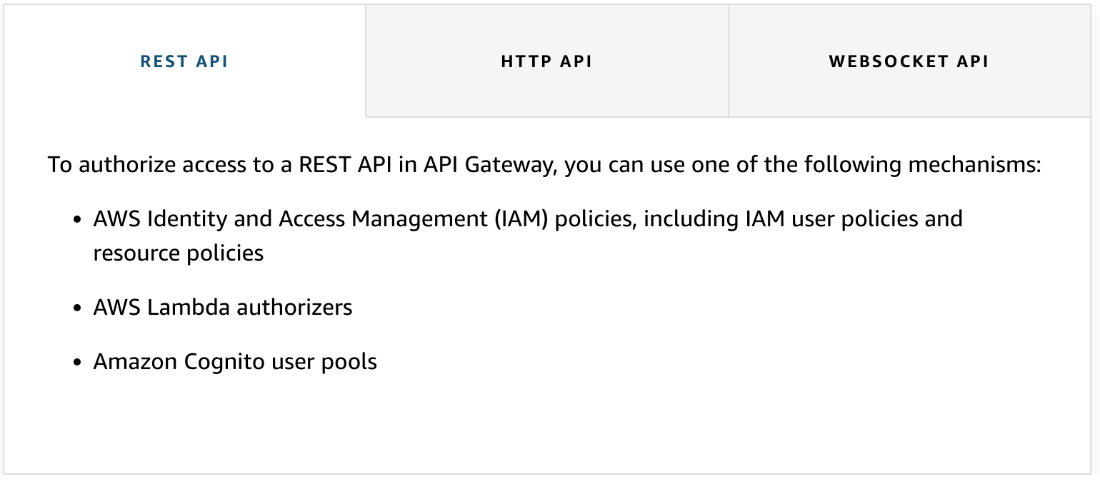 REST API
HTTP API
WEBSOCKET API
To authorize access to a REST API in API Gateway, you can use one of the following mechanisms:
• AWS Identity and Access Management (IAM) policies, including IAM user policies and
resource policies
• AWS Lambda authorizers
• Amazon Cognito user pools